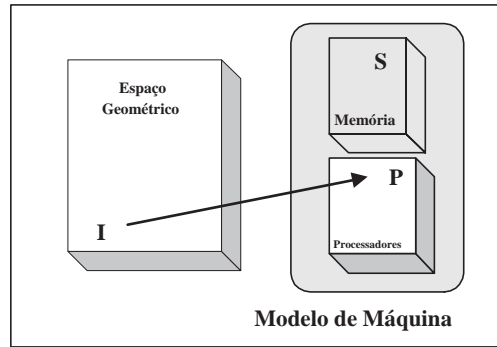 Espaço
Geométrico
I
S
Memória
P
Processadores
Modelo de Máquina